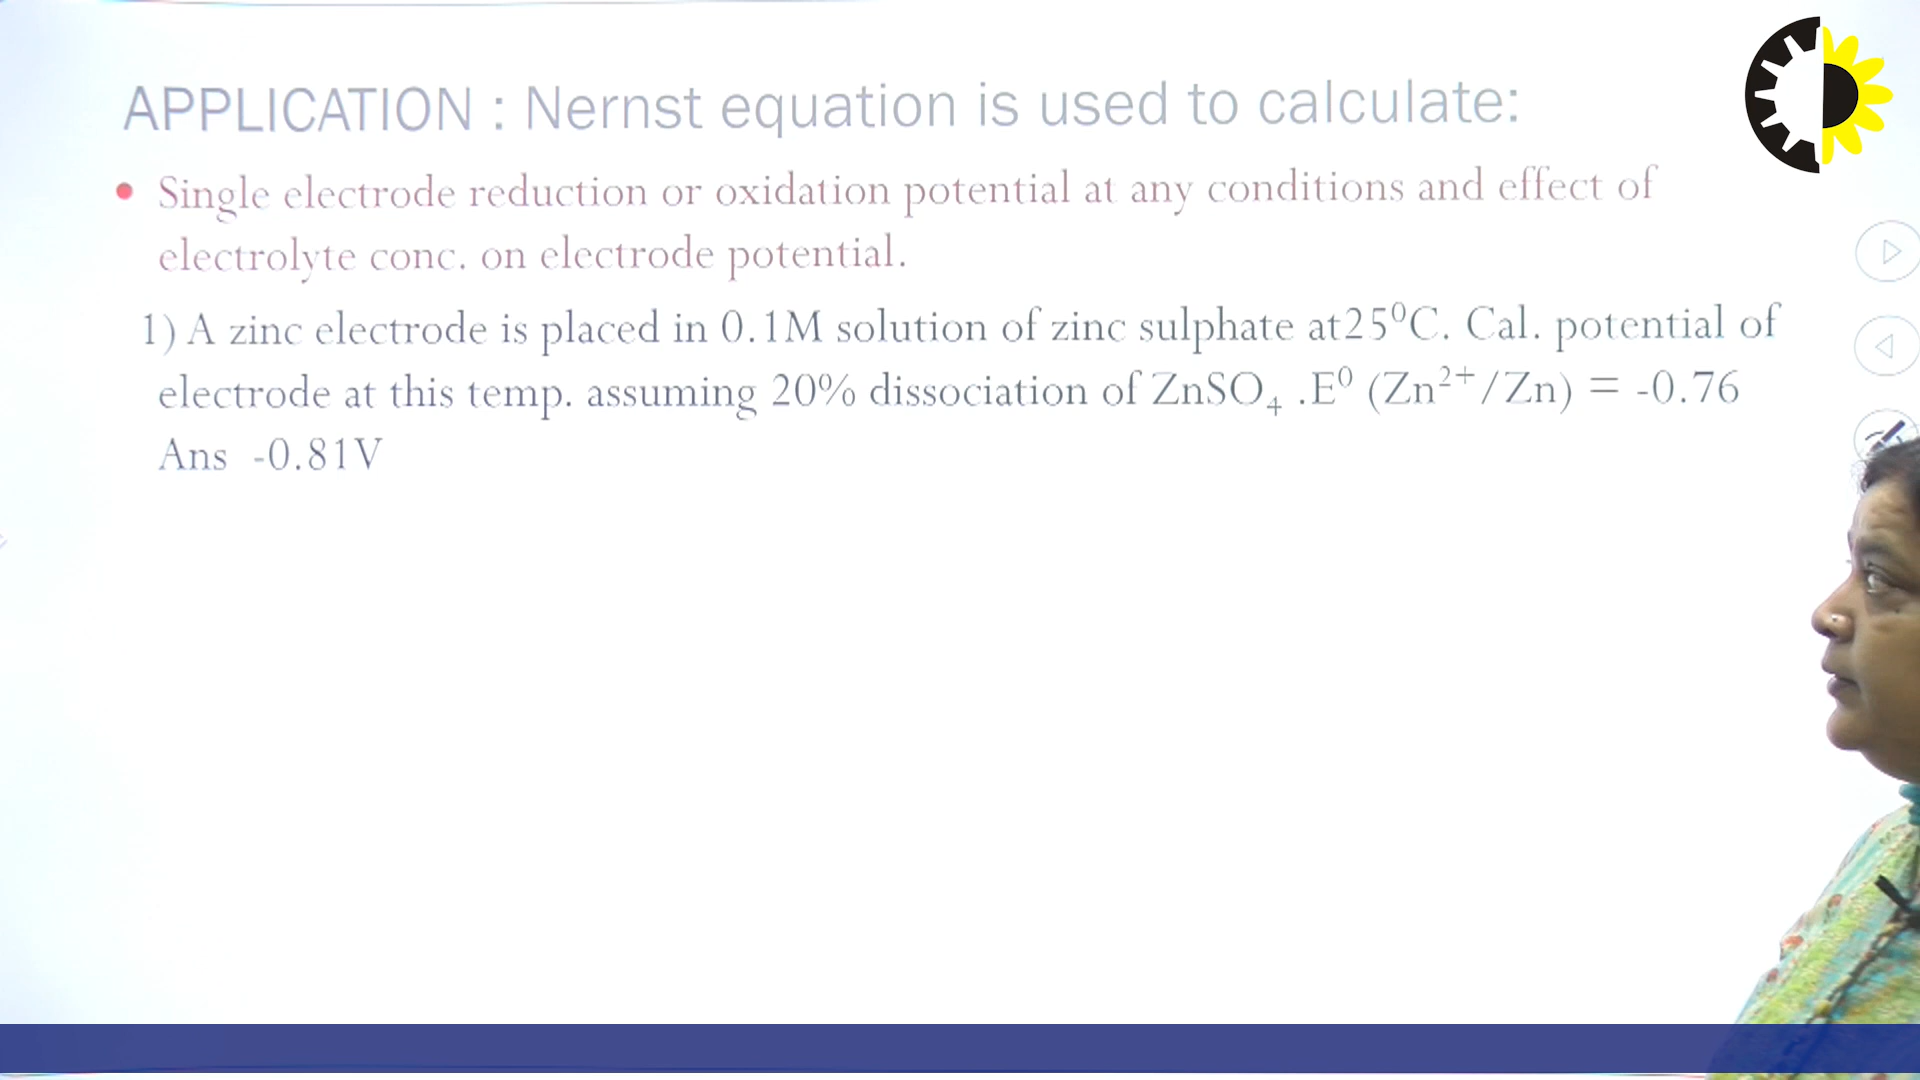 APPLICATION : Nernst equation is used to calculate:
• Single electrode reduction or oxidation potential at any conditions and effect of
electrolyte conc. on electrode potential.
1) A zinc electrode is placed in 0.1M solution of zinc sulphate at25⁰C. Cal. potential of
electrode at this temp. assuming 20% dissociation of ZnSO₄ .E⁰ (Zn²⁺/Zn) = -0.76
Ans -0.81V